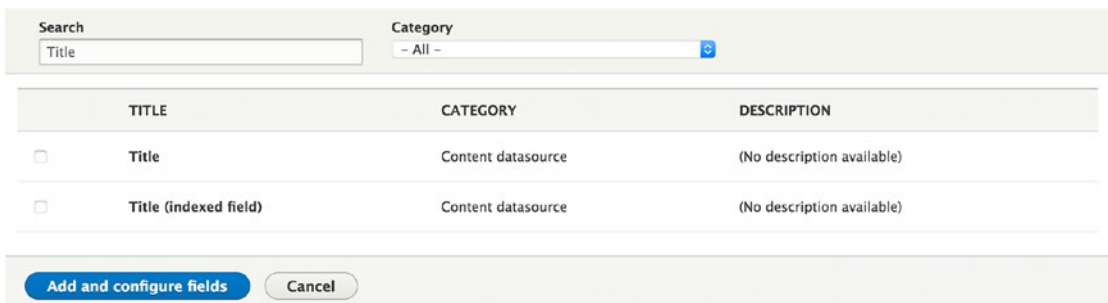 Search Category
Title – All –
TITLE CATEGORY DESCRIPTION
Title Content datasource (No description available)
Title (indexed field) Content datasource (No description available)
Add and configure fields Cancel